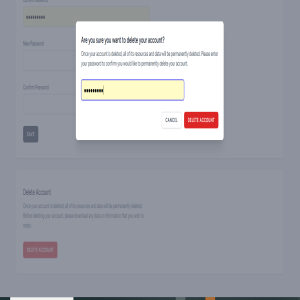 ●●●●●●●●●
New Password
Confirm Password
SAVE
Are you sure you want to delete your account?
Once your account is deleted, all of its resources and data will be permanently deleted. Please enter
your password to confirm you would like to permanently delete your account.
●●●●●●●●●
CANCEL
DELETE ACCOUNT
Delete Account
Once your account is deleted, all of its resources and data will be permanently deleted.
Before deleting your account, please download any data or information that you wish to
retain.
DELETE ACCOUNT